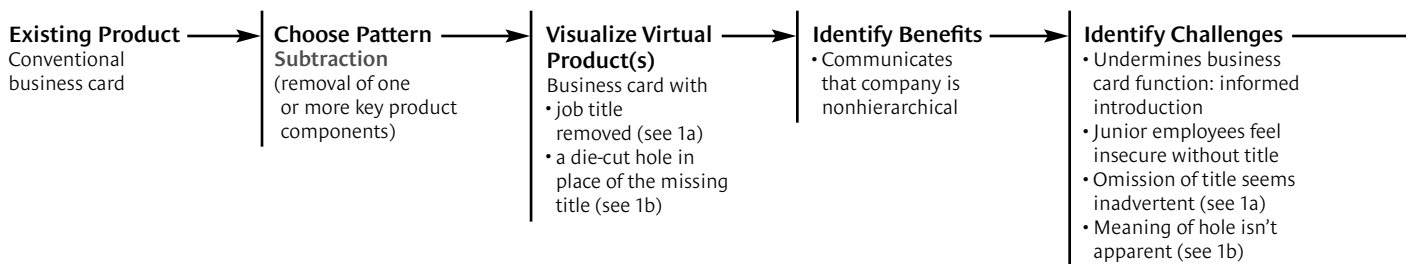 Existing Product
Conventional
business card
Choose Pattern
Subtraction
(removal of one
or more key product
components)
Visualize Virtual
Product(s)
Business card with
• job title
removed (see 1a)
• a die-cut hole in
place of the missing
title (see 1b)
Identify Benefits
• Communicates
that company is
nonhierarchical
Identify Challenges
• Undermines business
card function: informed
introduction
• Junior employees feel
insecure without title
• Omission of title seems
inadvertent (see 1a)
• Meaning of hole isn’t
apparent (see 1b)